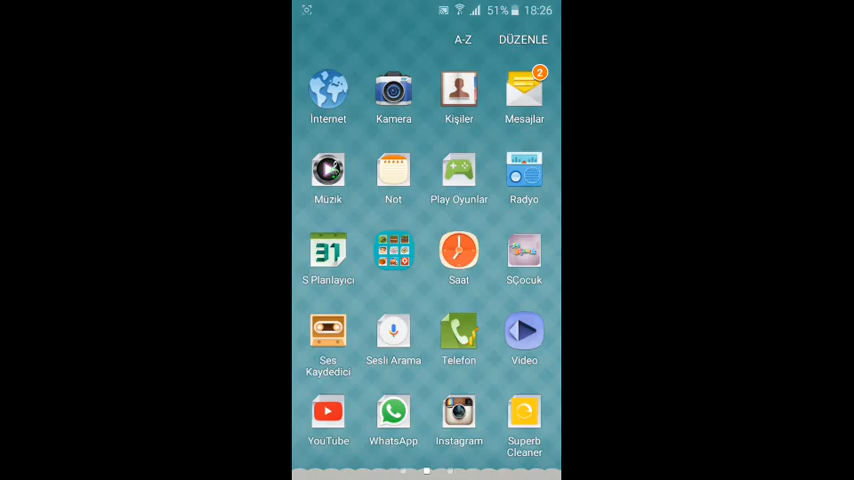 51% 18:26
A-Z DÜZENLE
2
İnternet Kamera Kişiler Mesajlar
Müzik Not Play Oyunlar Radyo
31
S Planlayıcı Saat SÇocuk
Ses Kaydedici Sesli Arama Telefon Video
YouTube WhatsApp Instagram Superb Cleaner